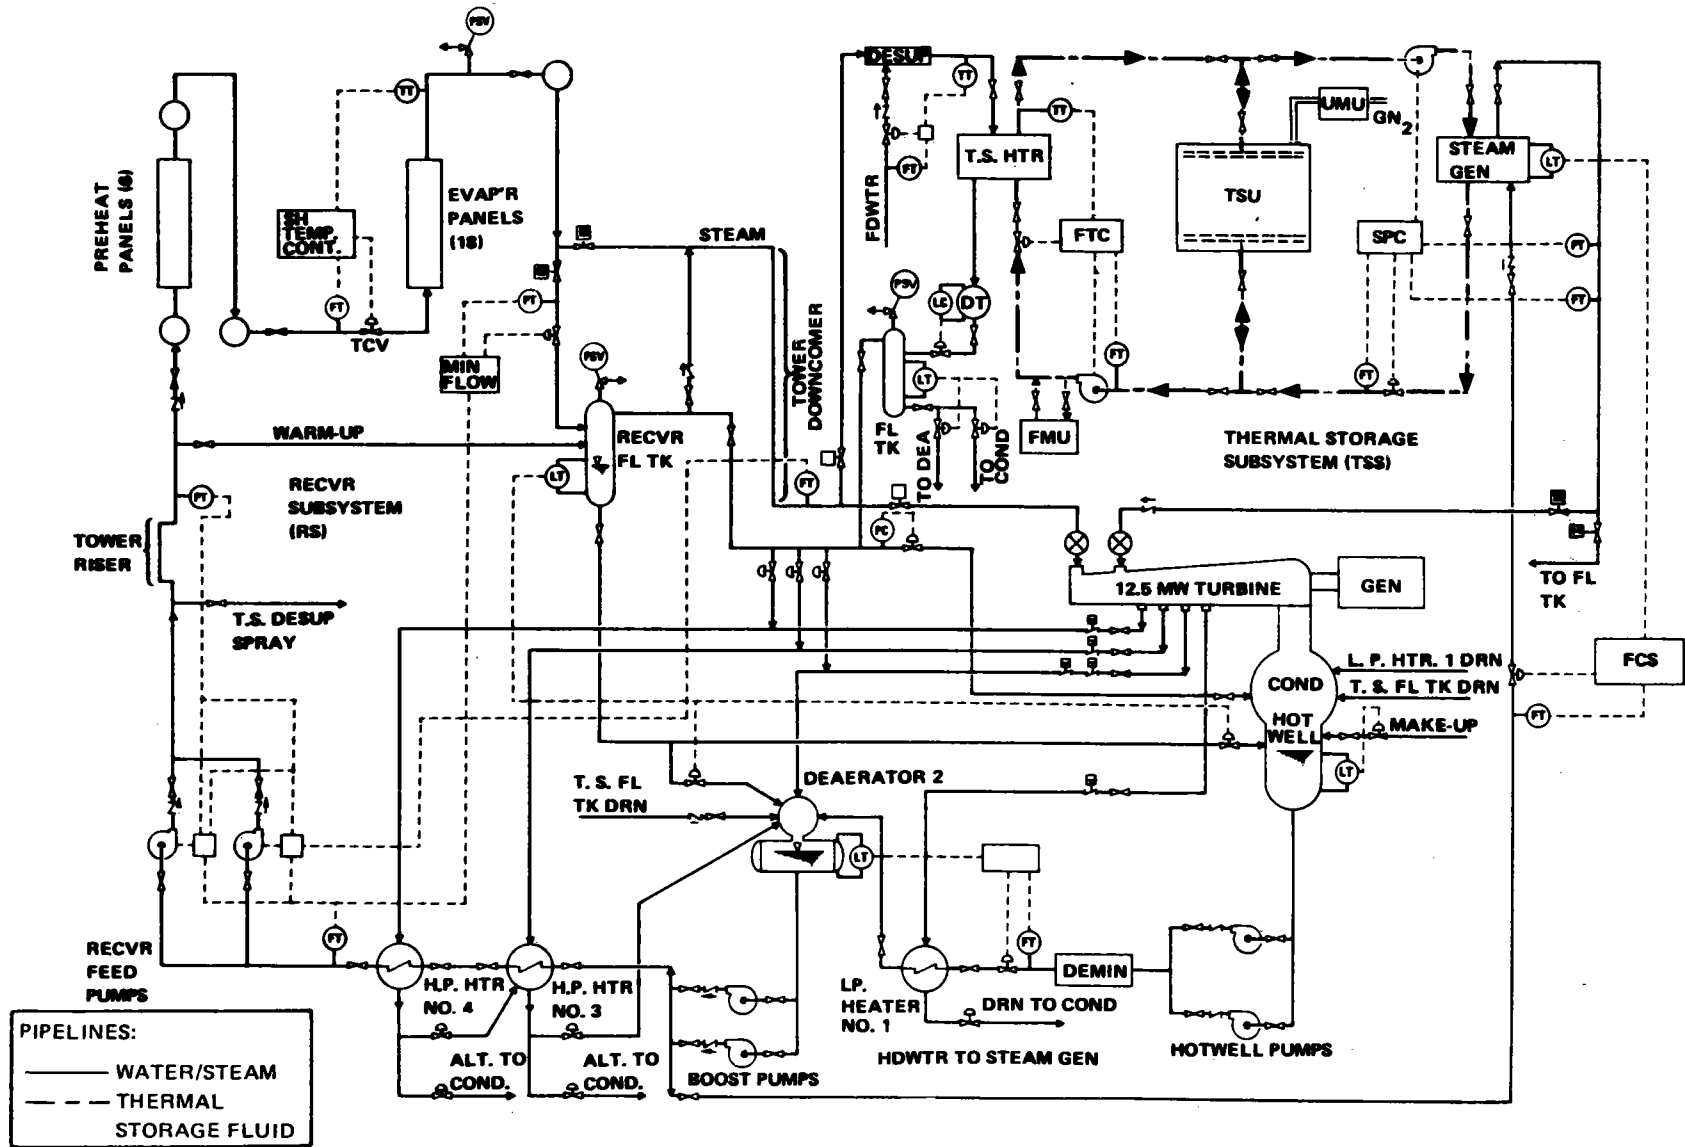 PSV
TT
PREHEAT
PANELS (6)
SH
TEMP.
CONT.
EVAP'R
PANELS
(18)
FT
TCV
MIN
FLOW
PT
PSV
STEAM
TOWER
DOWNCOMER
WARM-UP
RECVR
FL TK
LT
RECVR
SUBSYSTEM
(RS)
PT
TOWER
RISER
T.S. DESUP
SPRAY
FT
DESUP
TT
FT
FDWTR
T.S. HTR
TT
FTC
PSV
LC
DT
LT
FL
TK
TO DEA
TO
COND
FT
FMU
UMU
GN2
TSU
STEAM
GEN
LT
SPC
PT
FT
FT
THERMAL STORAGE
SUBSYSTEM (TSS)
PC
12.5 MW TURBINE
GEN
TO FL
TK
FCS
FT
COND
HOT
WELL
L. P. HTR. 1 DRN
T. S. FL TK DRN
MAKE-UP
LT
T. S. FL
TK DRN
DEAERATOR 2
LT
FT
RECVR
FEED
PUMPS
H.P. HTR
NO. 4
H.P. HTR
NO. 3
ALT. TO
COND.
ALT. TO
COND.
BOOST PUMPS
LP.
HEATER
NO. 1
FT
DEMIN
DRN TO COND
HDWTR TO STEAM GEN
HOTWELL PUMPS
PIPELINES:
WATER/STEAM
THERMAL
STORAGE FLUID